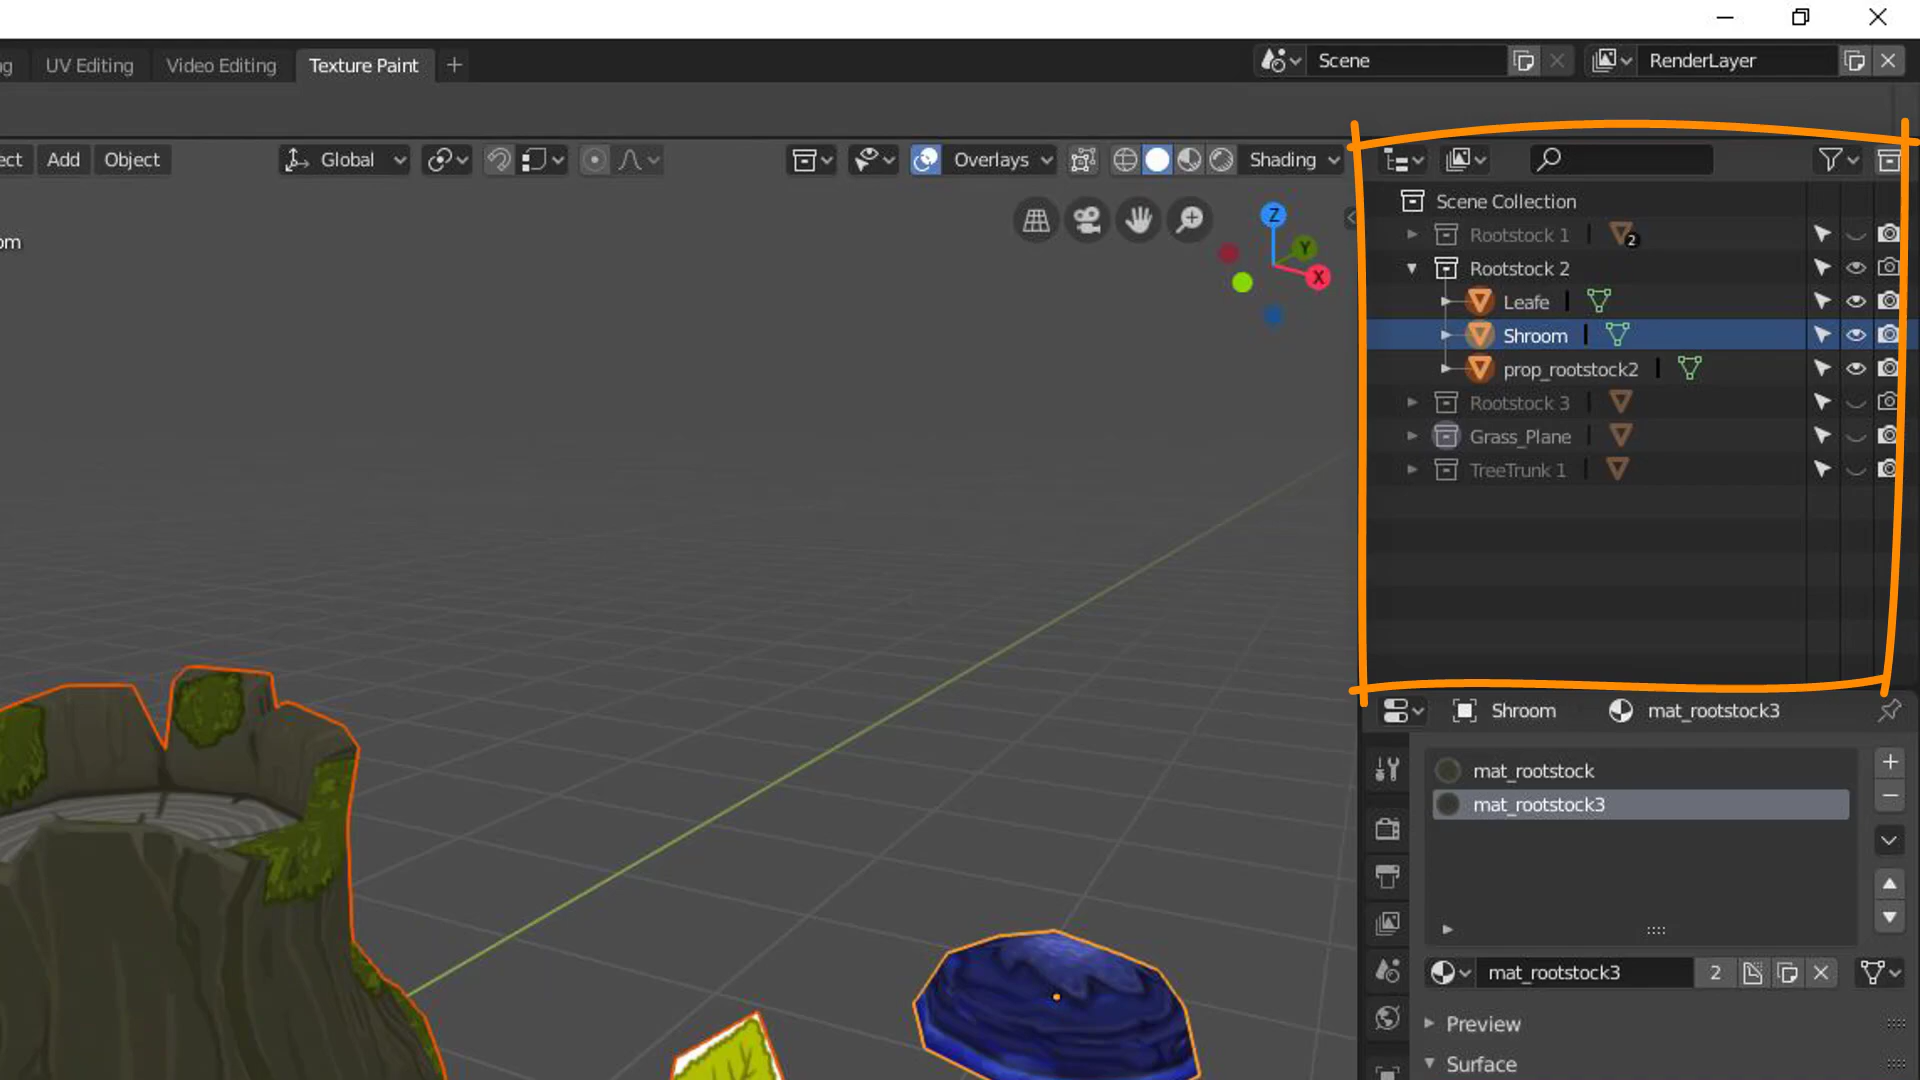 UV Editing Video Editing Texture Paint Scene RenderLayer
Add Object Global Overlays Shading
Z
Y
X
Scene Collection
Rootstock 1 2
Rootstock 2
Leafe
Shroom
prop_rootstock2
Rootstock 3
Grass_Plane
TreeTrunk 1
Shroom mat_rootstock3
mat_rootstock
mat_rootstock3
mat_rootstock3 2
Preview
Surface